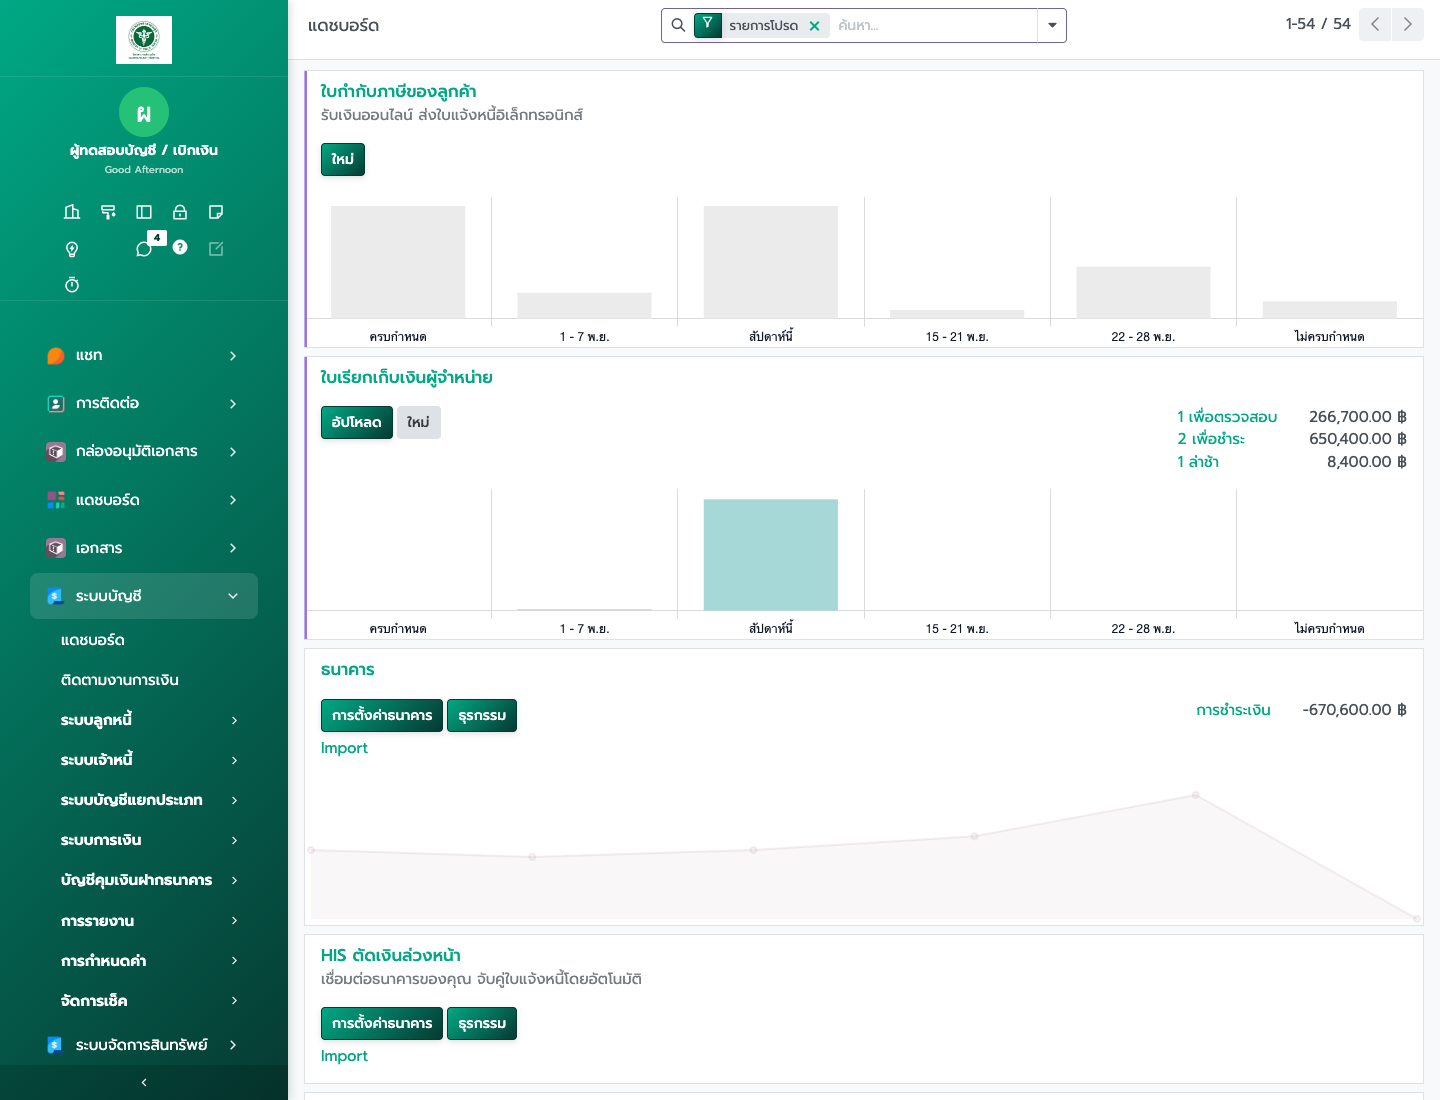 ผ
ผู้ทดสอบบัญชี / เบิกเงิน
Good Afternoon
4
แชท
การติดต่อ
กล่องอนุมัติเอกสาร
แดชบอร์ด
เอกสาร
ระบบบัญชี
แดชบอร์ด
ติดตามงานการเงิน
ระบบลูกหนี้
ระบบเจ้าหนี้
ระบบบัญชีแยกประเภท
ระบบการเงิน
บัญชีคุมเงินฝากธนาคาร
การรายงาน
การกำหนดค่า
จัดการเช็ค
ระบบจัดการสินทรัพย์
แดชบอร์ด
รายการโปรด
ค้นหา...
1-54 / 54
ใบกำกับภาษีของลูกค้า
รับเงินออนไลน์ ส่งใบแจ้งหนี้อิเล็กทรอนิกส์
ใหม่
ครบกำหนด 1 - 7 พ.ย. สัปดาห์นี้ 15 - 21 พ.ย. 22 - 28 พ.ย. ไม่ครบกำหนด
ใบเรียกเก็บเงินผู้จำหน่าย
อัปโหลด ใหม่
1 เพื่อตรวจสอบ 266,700.00 ฿
2 เพื่อชำระ 650,400.00 ฿
1 ล่าช้า 8,400.00 ฿
ครบกำหนด 1 - 7 พ.ย. สัปดาห์นี้ 15 - 21 พ.ย. 22 - 28 พ.ย. ไม่ครบกำหนด
ธนาคาร
การตั้งค่าธนาคาร ธุรกรรม
การชำระเงิน -670,600.00 ฿
Import
HIS ตัดเงินล่วงหน้า
เชื่อมต่อธนาคารของคุณ จับคู่ใบแจ้งหนี้โดยอัตโนมัติ
การตั้งค่าธนาคาร ธุรกรรม
Import